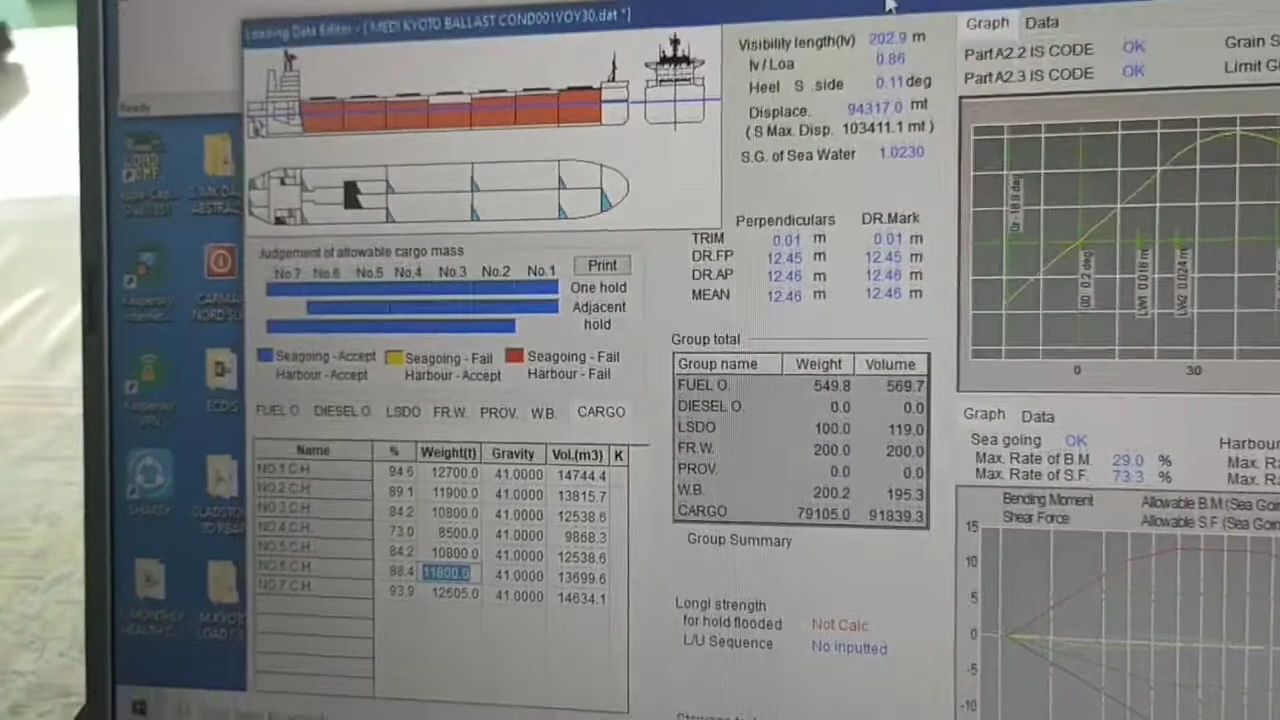 Loading Data Editor - [ MEDI KYOTO BALLAST COND001VOY30.dat *]
Ready
Visibility length(lv) 202.9 m
lv / Loa 0.86
Heel S .side 0.11deg
Displace. 94317.0 mt
( S Max. Disp. 103411.1 mt )
S.G. of Sea Water 1.0230
Perpendiculars DR.Mark
TRIM 0.01 m 0.01 m
DR.FP 12.45 m 12.45 m
DR.AP 12.46 m 12.46 m
MEAN 12.46 m 12.46 m
Judgement of allowable cargo mass
Print
No.7 No.6 No.5 No.4 No.3 No.2 No.1
One hold
Adjacent
hold
Seagoing - Accept
Harbour - Accept
Seagoing - Fail
Harbour - Accept
Seagoing - Fail
Harbour - Fail
FUEL O. DIESEL O. LSDO FR.W. PROV. W.B. CARGO
Name % Weight(t) Gravity Vol.(m3) K
NO.1 C.H. 94.6 12700.0 41.0000 14744.4
NO.2 C.H. 89.1 11900.0 41.0000 13815.7
NO.3 C.H. 84.2 10800.0 41.0000 12538.6
NO.4 C.H. 73.0 8500.0 41.0000 9868.3
NO.5 C.H. 84.2 10800.0 41.0000 12538.6
NO.6 C.H. 88.4 11800.0 41.0000 13699.6
NO.7 C.H. 93.9 12605.0 41.0000 14634.1
Group total
Group name Weight Volume
FUEL O. 549.8 569.7
DIESEL O. 0.0 0.0
LSDO 100.0 119.0
FR.W. 200.0 200.0
PROV. 0.0 0.0
W.B. 200.2 195.3
CARGO 79105.0 91839.3
Group Summary
Longi strength
for hold flooded Not Calc
L/U Sequence No Inputted
Graph Data
Part A2.2 IS CODE OK
Part A2.3 IS CODE OK
Grain S
Limit G
LW1 0.018 m
LW2 0.024 m
0 30
Graph Data
Sea going OK
Max. Rate of B.M. 29.0 %
Max. Rate of S.F. 73.3 %
Harbour
Max. R
Max. R
Bending Moment
Shear Force
Allowable B.M (Sea Goi
Allowable S.F (Sea Goi
15
10
5
0
-5
-10
ECDIS